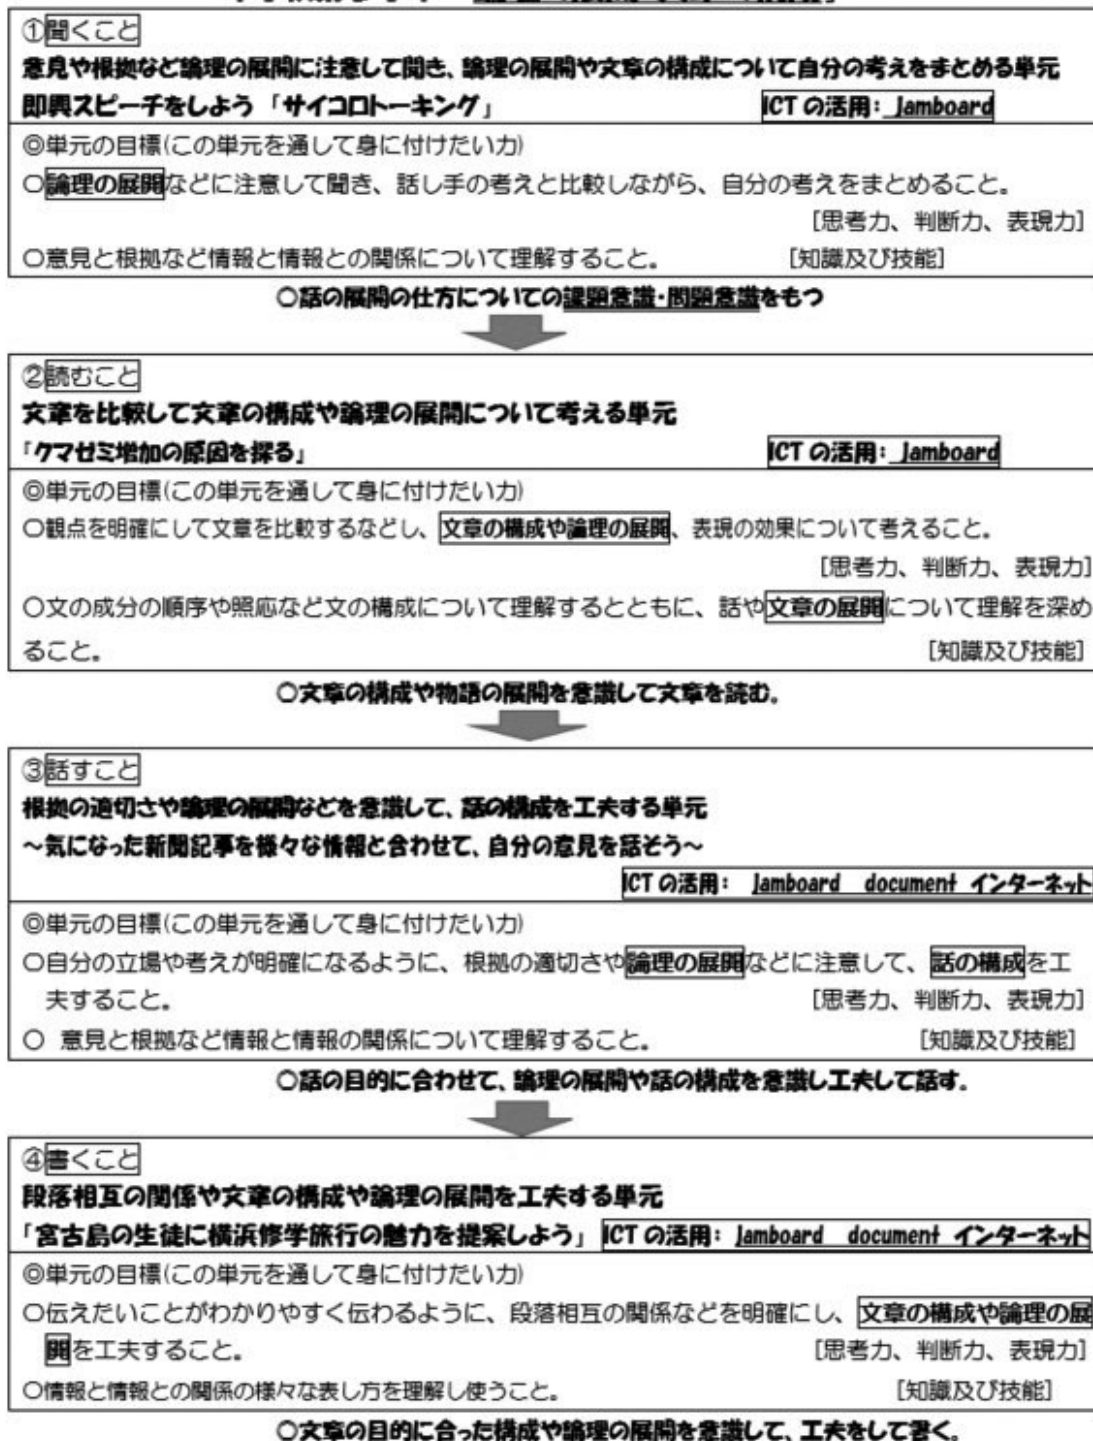 ①聞くこと
意見や根拠など論理の展開に注意して聞き、論理の展開や文章の構成について自分の考えをまとめる単元
即興スピーチをしよう 「サイコロトーキング」 ICT の活用： Jamboard
◎単元の目標(この単元を通して身に付けたい力)
○論理の展開などに注意して聞き、話し手の考えと比較しながら、自分の考えをまとめること。
[思考力、判断力、表現力]
○意見と根拠など情報と情報との関係について理解すること。 [知識及び技能]
○話の展開の仕方についての課題意識・問題意識をもつ
②読むこと
文章を比較して文章の構成や論理の展開について考える単元
「クマゼミ増加の原因を探る」 ICT の活用： Jamboard
◎単元の目標(この単元を通して身に付けたい力)
○観点を明確にして文章を比較するなどし、文章の構成や論理の展開、表現の効果について考えること。
[思考力、判断力、表現力]
○文の成分の順序や照応など文の構成について理解するとともに、話や文章の展開について理解を深め
ること。 [知識及び技能]
○文章の構成や物語の展開を意識して文章を読む。
③話すこと
根拠の適切さや論理の展開などを意識して、話の構成を工夫する単元
～気になった新聞記事を様々な情報と合わせて、自分の意見を話そう～
ICT の活用： Jamboard document インターネット
◎単元の目標(この単元を通して身に付けたい力)
○自分の立場や考えが明確になるように、根拠の適切さや論理の展開などに注意して、話の構成を工
夫すること。 [思考力、判断力、表現力]
○ 意見と根拠など情報と情報の関係について理解すること。 [知識及び技能]
○話の目的に合わせて、論理の展開や話の構成を意識し工夫して話す。
④書くこと
段落相互の関係や文章の構成や論理の展開を工夫する単元
「宮古島の生徒に横浜修学旅行の魅力を提案しよう」 ICT の活用： Jamboard document インターネット
◎単元の目標(この単元を通して身に付けたい力)
○伝えたいことがわかりやすく伝わるように、段落相互の関係などを明確にし、文章の構成や論理の展
開を工夫すること。 [思考力、判断力、表現力]
○情報と情報との関係の様々な表し方を理解し使うこと。 [知識及び技能]
○文章の目的に合った構成や論理の展開を意識して、工夫をして書く。